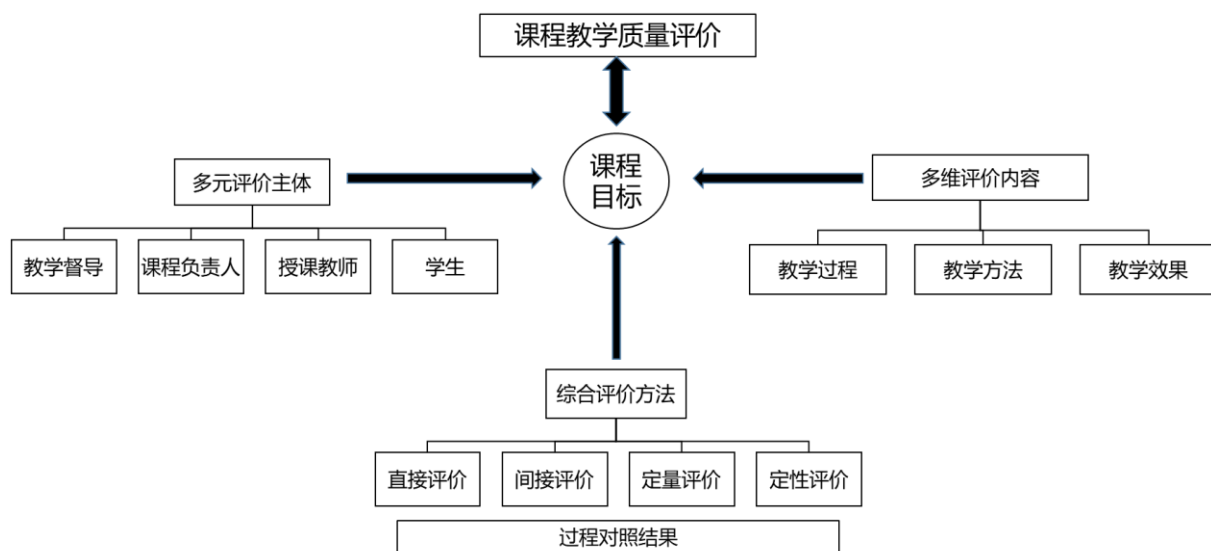 课程教学质量评价
课程
目标
多元评价主体
教学督导
课程负责人
授课教师
学生
多维评价内容
教学过程
教学方法
教学效果
综合评价方法
直接评价
间接评价
定量评价
定性评价
过程对照结果